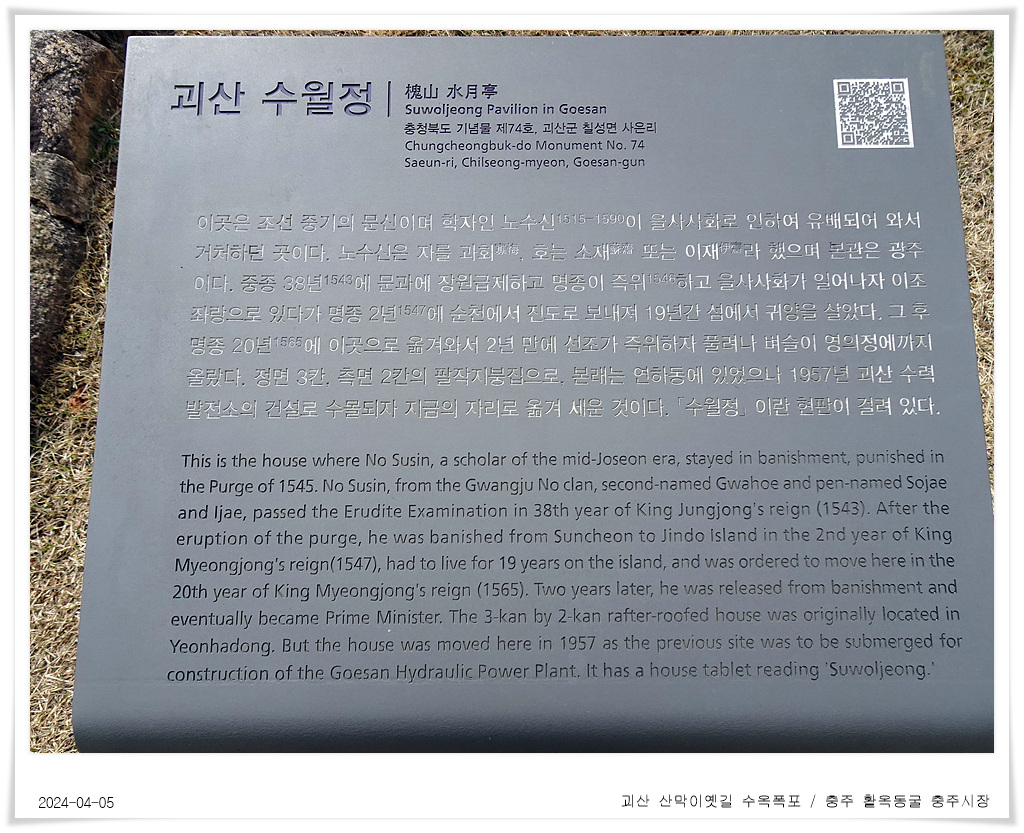 괴산 수월정
槐山 水月亭
Suwoljeong Pavilion in Goesan
충청북도 기념물 제74호, 괴산군 칠성면 사은리
Chungcheongbuk-do Monument No. 74
Saeun-ri, Chilseong-myeon, Goesan-gun
이곳은 조선 중기의 문신이며 학자인 노수신1515-1590이 을사사화로 인하여 유배되어 와서
거처하던 곳이다. 노수신은 자를 과회, 호는 소재蘇齋 또는 이재伊齋라 했으며 본관은 광주
이다. 중종 38년1543에 문과에 장원급제하고 명종이 즉위1546하고 을사사화가 일어나자 이조
좌랑으로 있다가 명종 2년1547에 순천에서 진도로 보내져 19년간 섬에서 귀양을 살았다. 그 후
명종 20년1565에 이곳으로 옮겨와서 2년 만에 선조가 즉위하자 풀려나 벼슬이 영의정에까지
올랐다. 정면 3칸, 측면 2칸의 팔작지붕집으로, 본래는 연하동에 있었으나 1957년 괴산 수력
발전소의 건설로 수몰되자 지금의 자리로 옮겨 세운 것이다. 「수월정」이란 현판이 걸려 있다.
This is the house where No Susin, a scholar of the mid-Joseon era, stayed in banishment, punished in
the Purge of 1545. No Susin, from the Gwangju No clan, second-named Gwahoe and pen-named Sojae
and Ijae, passed the Erudite Examination in 38th year of King Jungjong's reign (1543). After the
eruption of the purge, he was banished from Suncheon to Jindo Island in the 2nd year of King
Myeongjong's reign(1547), had to live for 19 years on the island, and was ordered to move here in the
20th year of King Myeongjong's reign (1565). Two years later, he was released from banishment and
eventually became Prime Minister. The 3-kan by 2-kan rafter-roofed house was originally located in
Yeonhadong. But the house was moved here in 1957 as the previous site was to be submerged for
construction of the Goesan Hydraulic Power Plant. It has a house tablet reading 'Suwoljeong.'
2024-04-05
괴산 산막이옛길 수옥폭포 / 충주 활옥동굴 충주시장